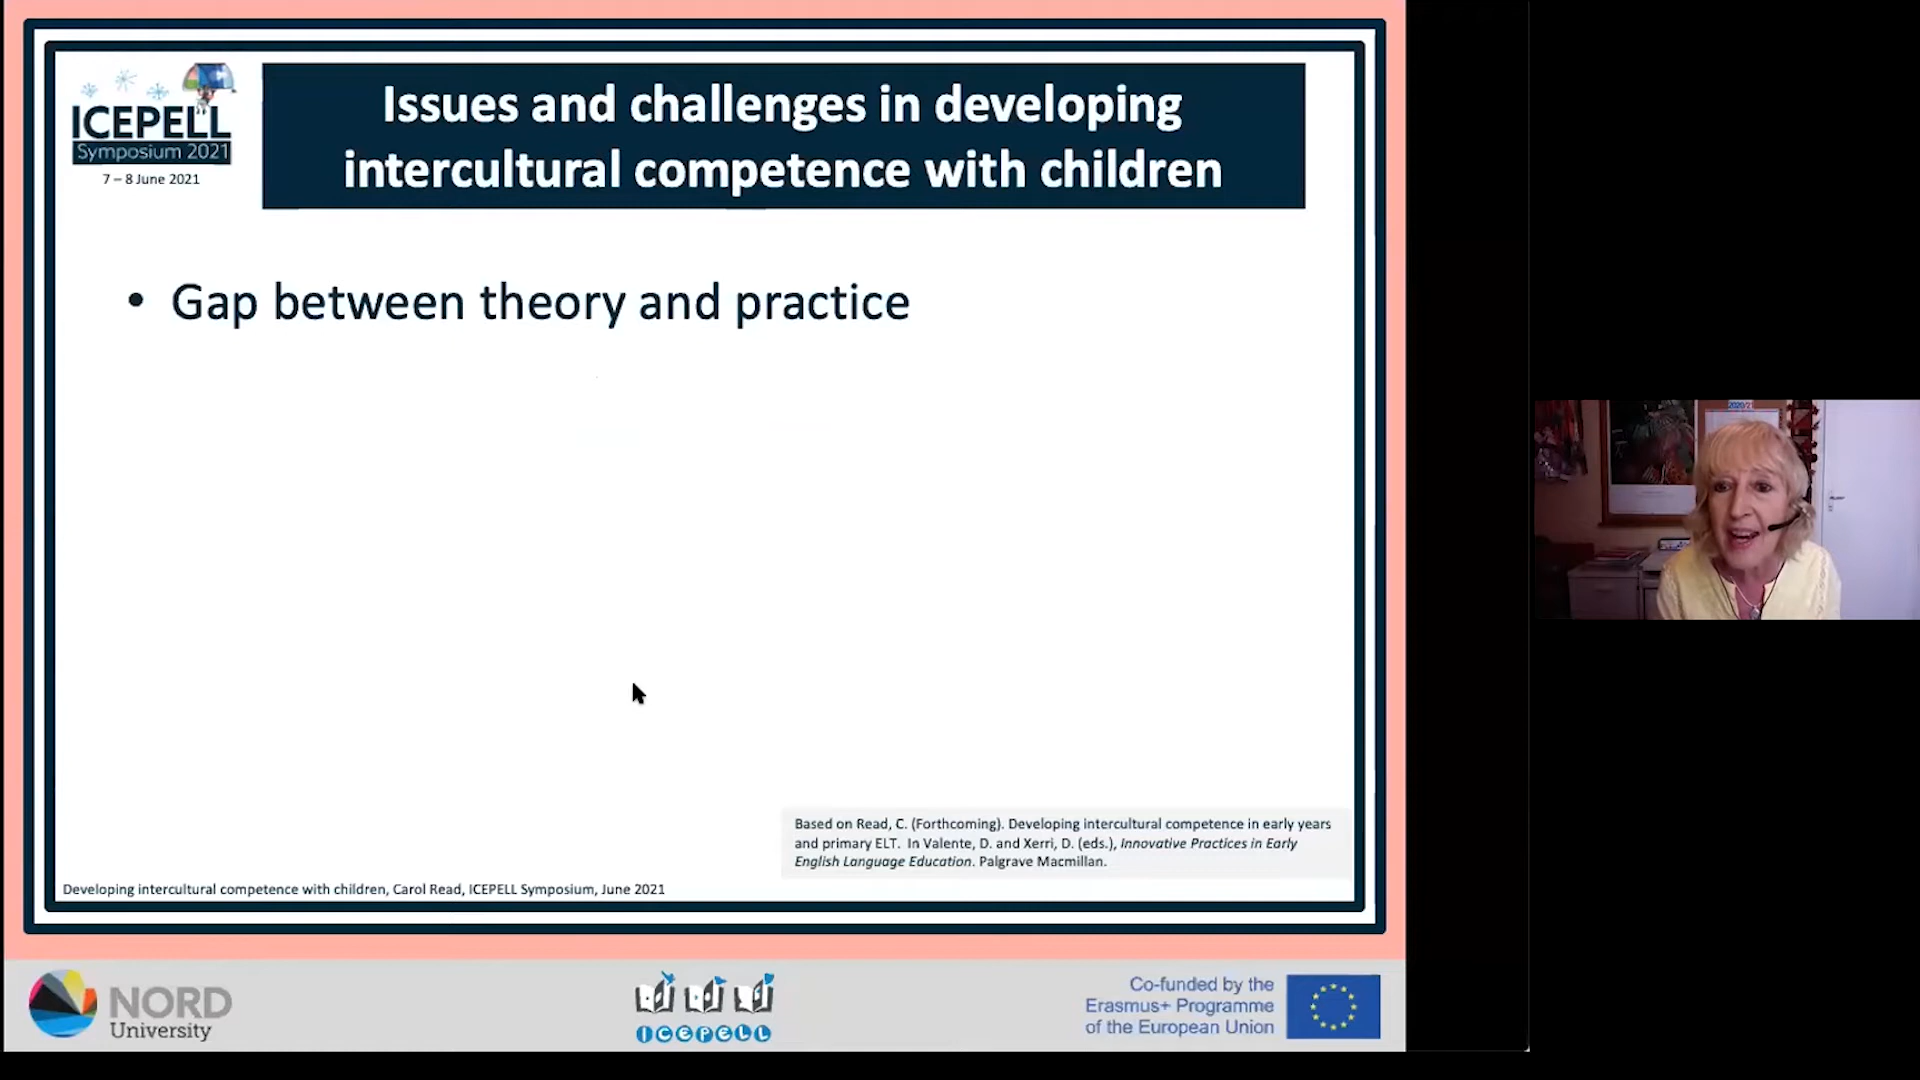 ICEPELL
Symposium 2021
7 – 8 June 2021
Issues and challenges in developing
intercultural competence with children
• Gap between theory and practice
Based on Read, C. (Forthcoming). Developing intercultural competence in early years
and primary ELT. In Valente, D. and Xerri, D. (eds.), Innovative Practices in Early
English Language Education. Palgrave Macmillan.
Developing intercultural competence with children, Carol Read, ICEPELL Symposium, June 2021
NORD
University
ICEPELL
Co-funded by the
Erasmus+ Programme
of the European Union
2020/21